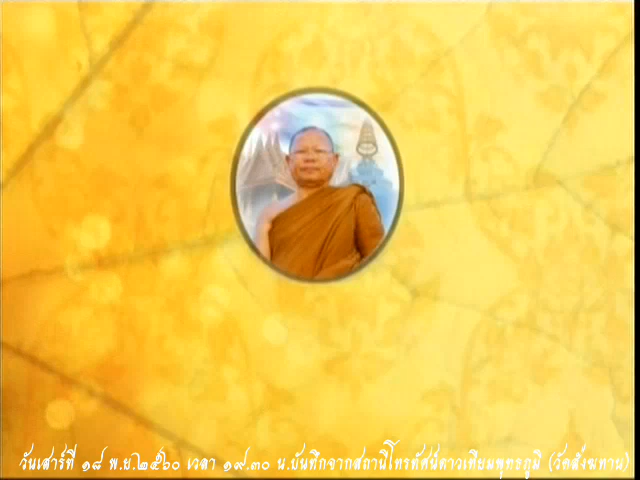 วันเสาร์ที่ ๑๘ พ.ย.๒๕๖๐ เวลา ๑๙.๓๐ น.บันทึกจากสถานีโทรทัศน์ดาวเทียมพุทธภูมิ (วัดสังฆทาน)